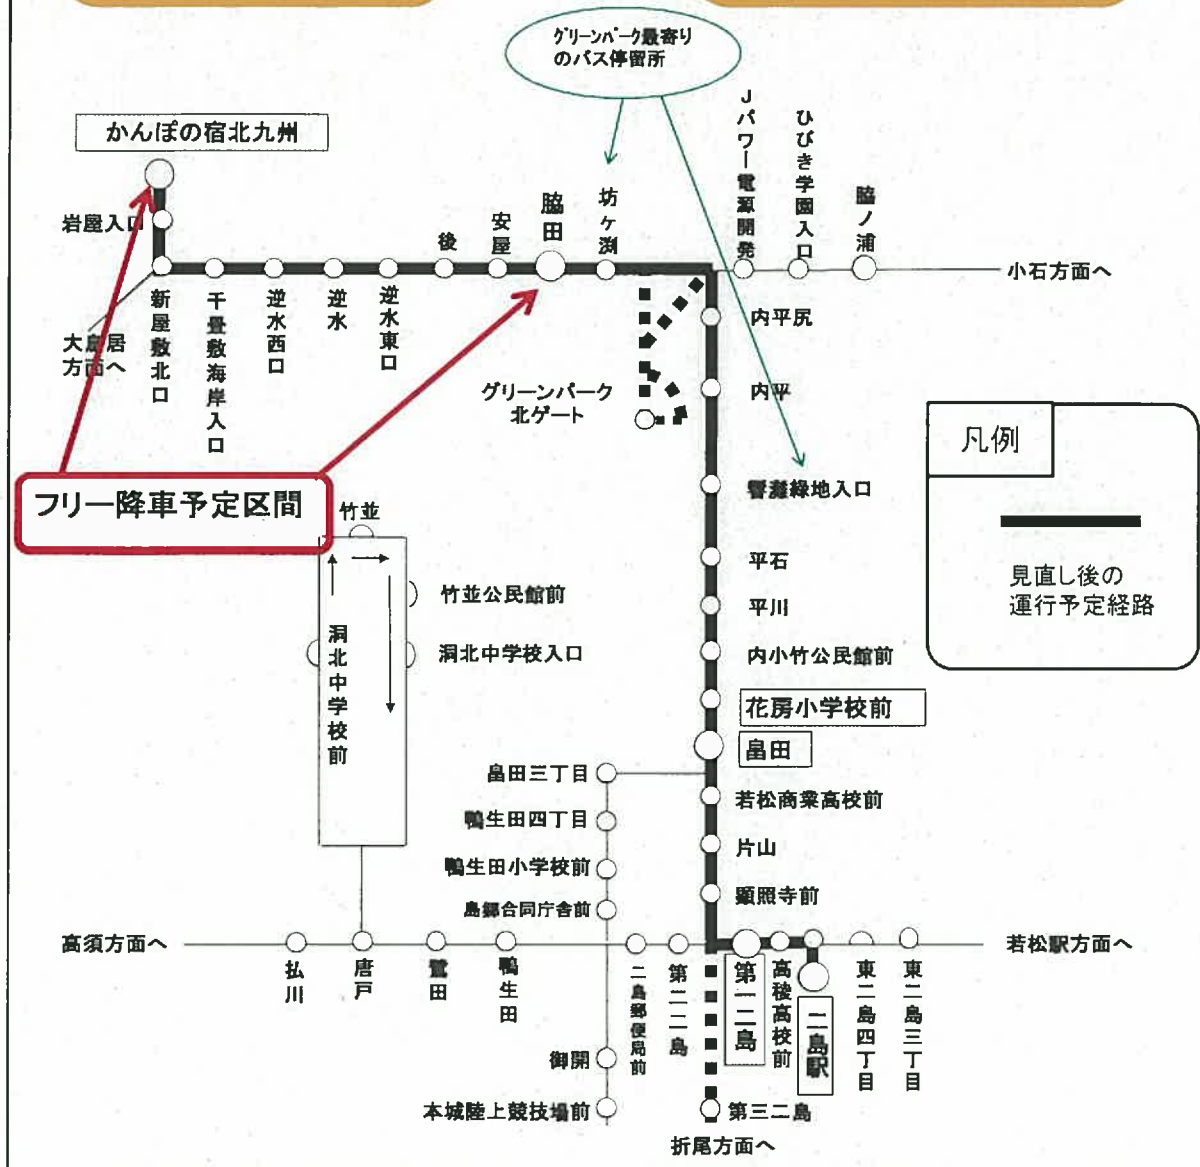 グリーンパーク最寄り
のバス停留所
かんぽの宿北九州
岩屋入口
大鳥居
方面へ
新屋敷北口
千畳敷海岸入口
逆水西口
逆水
逆水東口
後
安屋
脇田
坊ヶ渕
Jパワー電源開発
ひびき学園入口
脇ノ浦
小石方面へ
内平尻
内平
グリーンパーク
北ゲート
響灘緑地入口
フリー降車予定区間
凡例
見直し後の
運行予定経路
竹並
竹並公民館前
洞北中学校入口
洞北中学校前
平石
平川
内小竹公民館前
花房小学校前
畠田
畠田三丁目
若松商業高校前
鴨生田四丁目
片山
鴨生田小学校前
顕照寺前
島郷合同庁舎前
高須方面へ
若松駅方面へ
払川
唐戸
鷺田
鴨生田
二島郵便局前
第二二島
第一二島
高稜高校前
二島駅
東二島四丁目
東二島三丁目
御開
本城陸上競技場前
第三二島
折尾方面へ